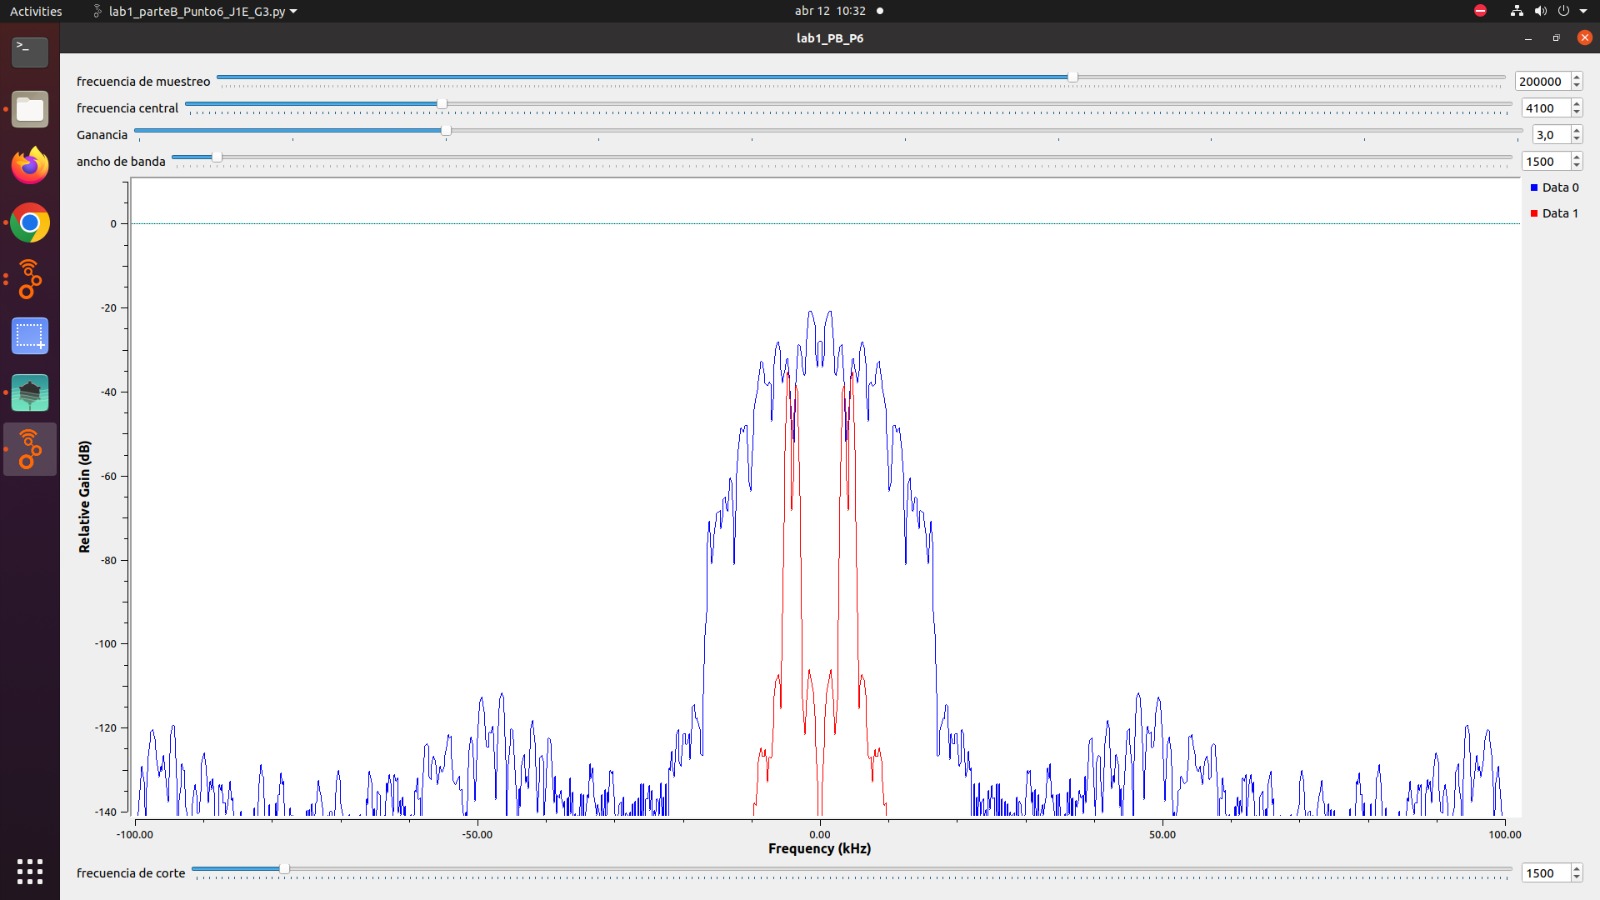 Activities
lab1_parteB_Punto6_J1E_G3.py
abr 12 10:32
lab1_PB_P6
frecuencia de muestreo
200000
frecuencia central
4100
Ganancia
3,0
ancho de banda
1500
Data 0
Data 1
0
-20
-40
-60
-80
-100
-120
-140
Relative Gain (dB)
-100.00
-50.00
0.00
50.00
100.00
Frequency (kHz)
frecuencia de corte
1500